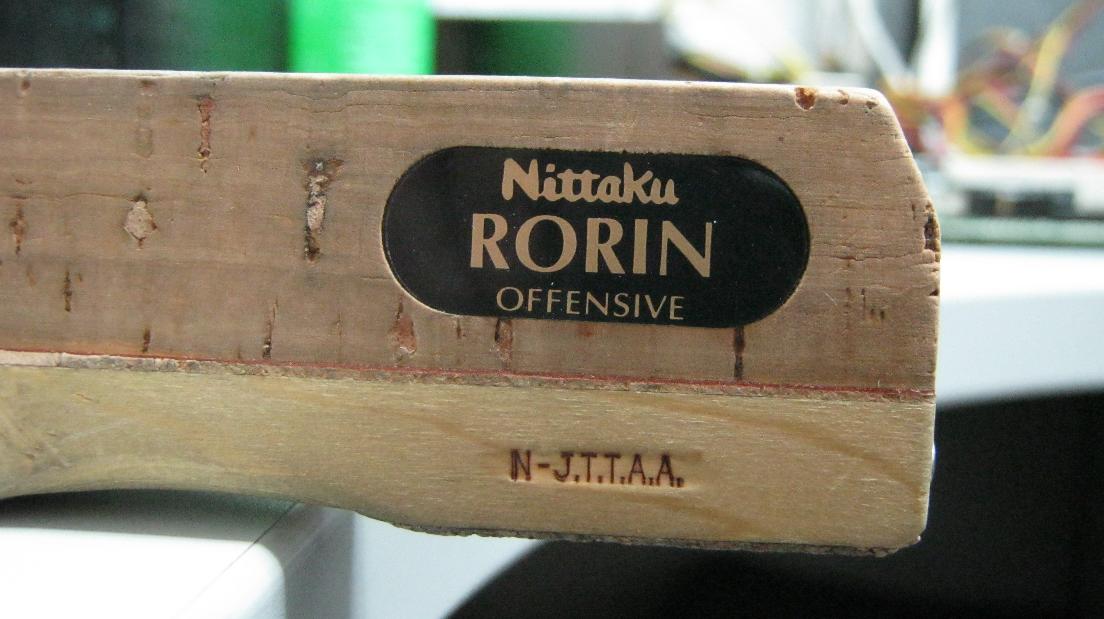 Nittaku
RORIN
OFFENSIVE
N-J.T.T.A.A.